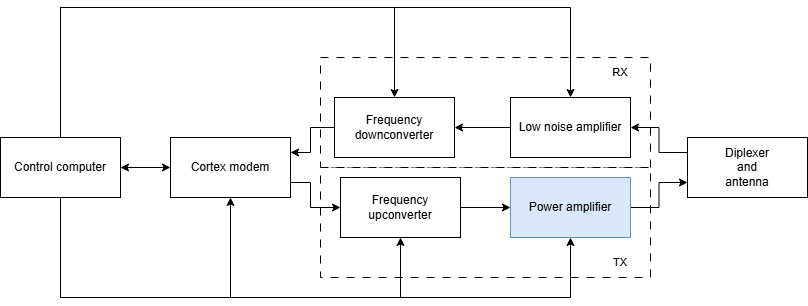 RX
Frequency
downconverter
Low noise amplifier
Control computer
Cortex modem
Diplexer
and
antenna
Frequency
upconverter
Power amplifier
TX